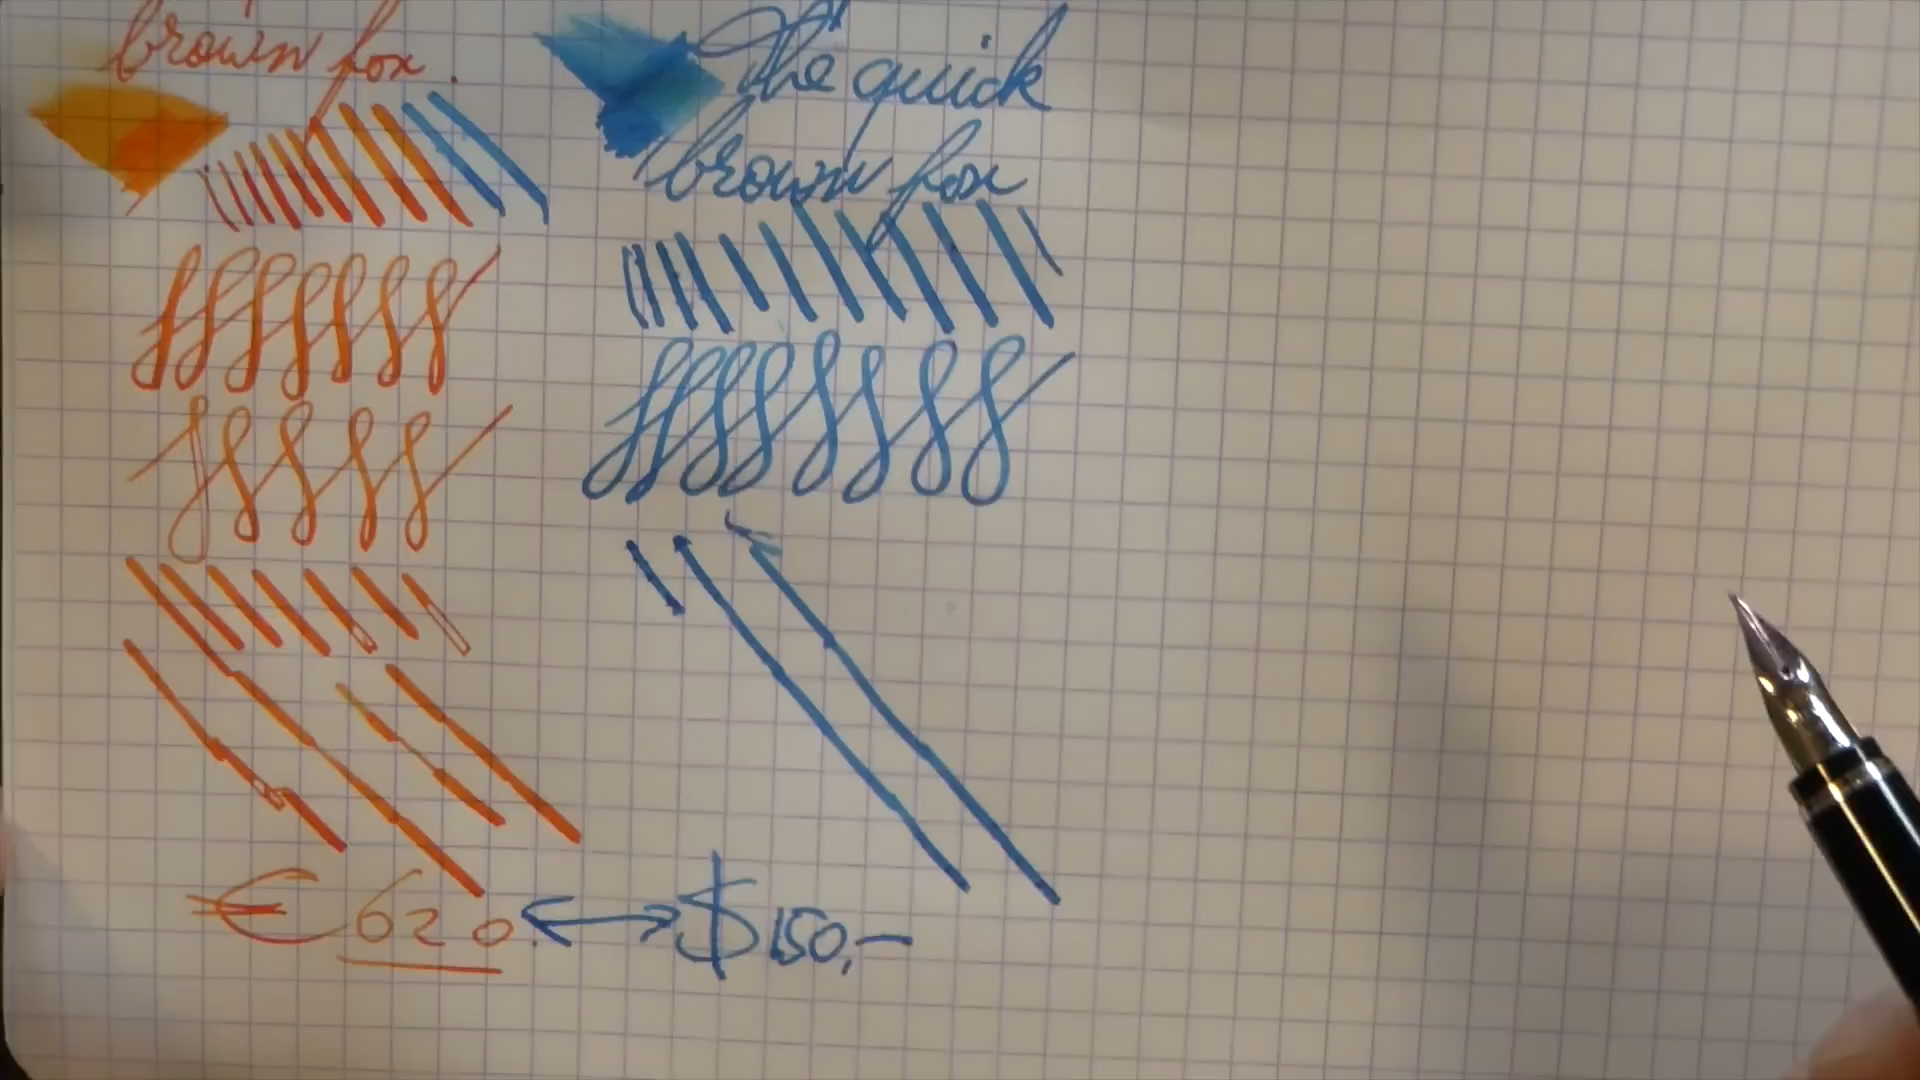 brown fox.
The quick
brown fox
€ 620. ↔ $150,-